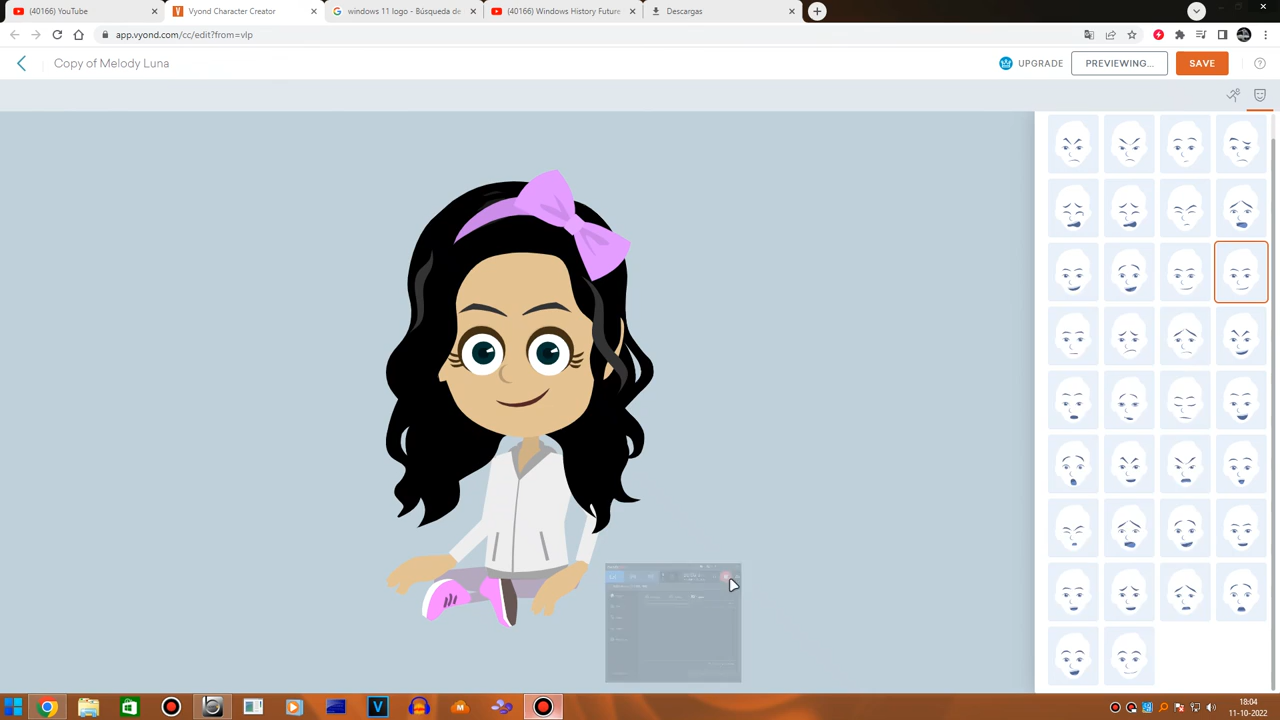 (40166) YouTube
Vyond Character Creator
windows 11 logo - Búsqueda de
(40166) Windows History Future
Descargas
app.vyond.com/cc/edit?from=vlp
Copy of Melody Luna
UPGRADE
PREVIEWING...
SAVE
18:04
11-10-2022